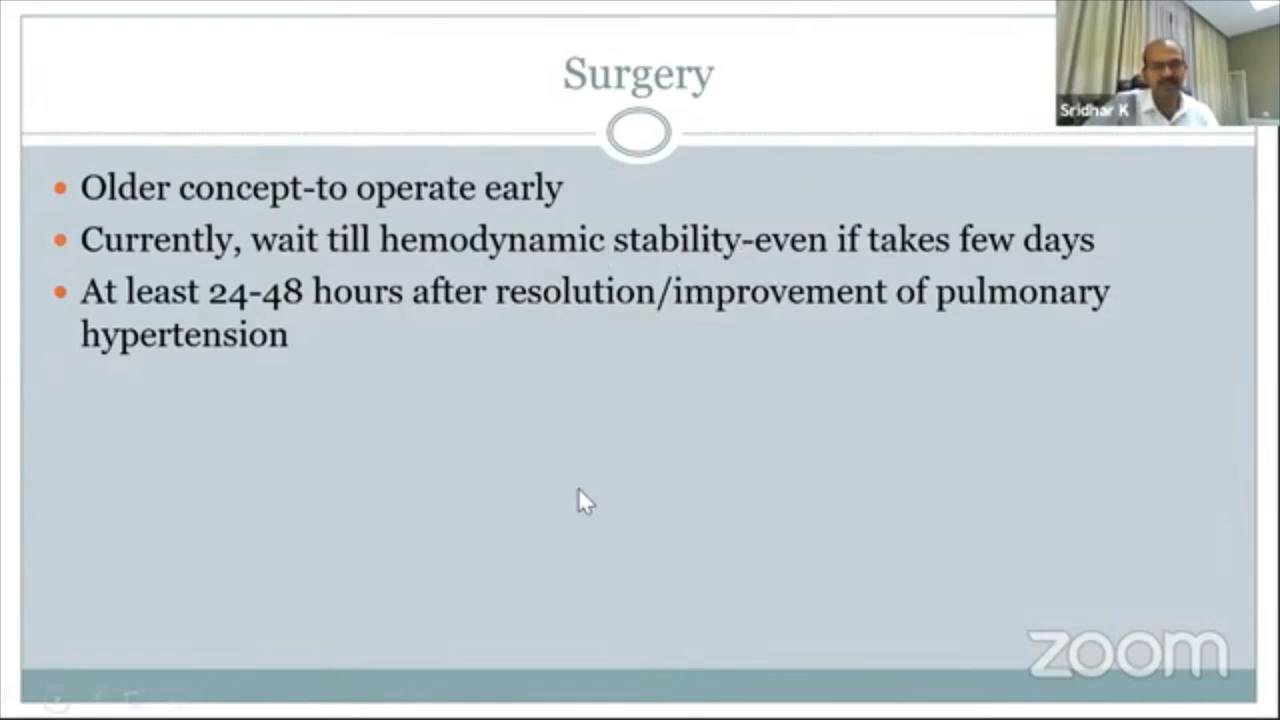 Surgery
Sridhar K
Older concept-to operate early
Currently, wait till hemodynamic stability-even if takes few days
At least 24-48 hours after resolution/improvement of pulmonary
hypertension
zoom